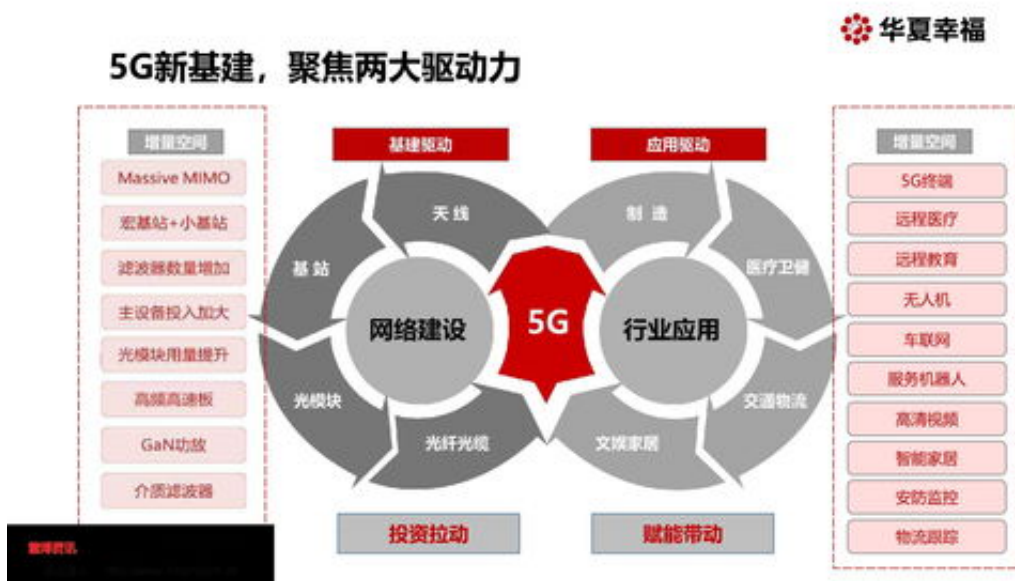 华夏幸福
5G新基建，聚焦两大驱动力
增量空间
Massive MIMO
宏基站+小基站
滤波器数量增加
主设备投入加大
光模块用量提升
高频高速板
GaN功放
介质滤波器
基建驱动
天线
基站
光模块
光纤光缆
网络建设
投资拉动
5G
应用驱动
制造
医疗卫健
交通物流
文娱家居
行业应用
赋能带动
增量空间
5G终端
远程医疗
远程教育
无人机
车联网
服务机器人
高清视频
智能家居
安防监控
物流跟踪